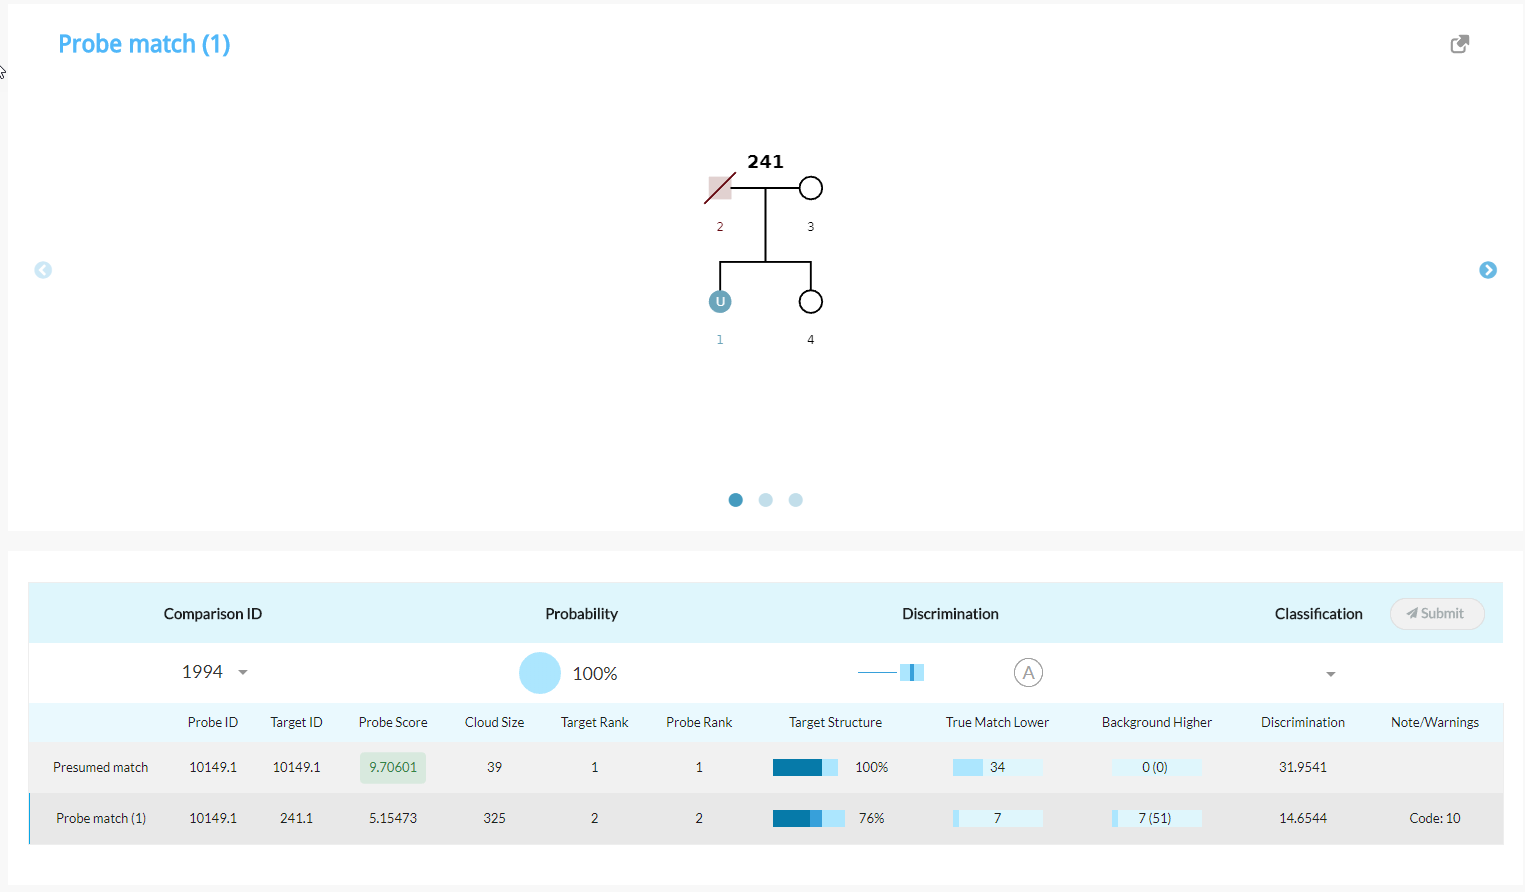 Probe match (1)
241
2 3
U
1 4
Comparison ID Probability Discrimination Classification Submit
1994 100% A
Probe ID Target ID Probe Score Cloud Size Target Rank Probe Rank Target Structure True Match Lower Background Higher Discrimination Note/Warnings
Presumed match 10149.1 10149.1 9.70601 39 1 1 100% 34 0 (0) 31.9541
Probe match (1) 10149.1 241.1 5.15473 325 2 2 76% 7 7 (51) 14.6544 Code: 10